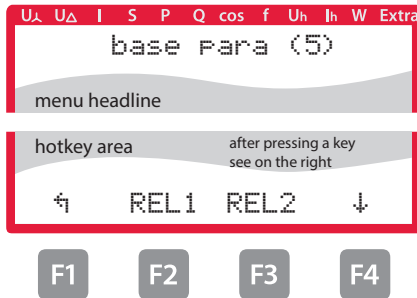 U⅄ U△ I S P Q cos f Uh Ih W Extra
base para (5)
menu headline
hotkey area
after pressing a key
see on the right
↰ REL1 REL2 ↓
F1 F2 F3 F4